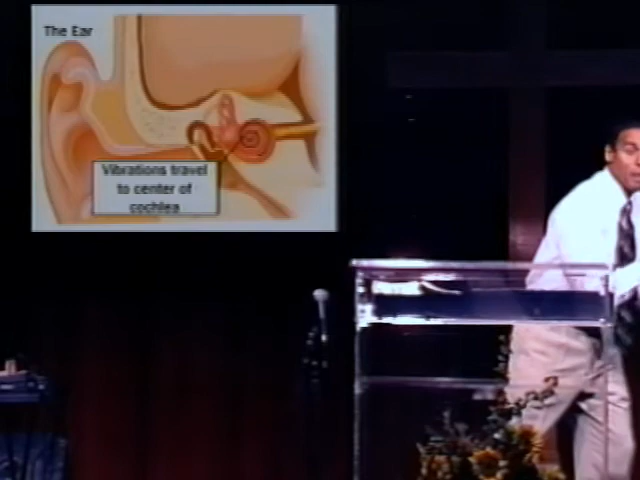 The Ear
Vibrations travel
to center of
cochlea